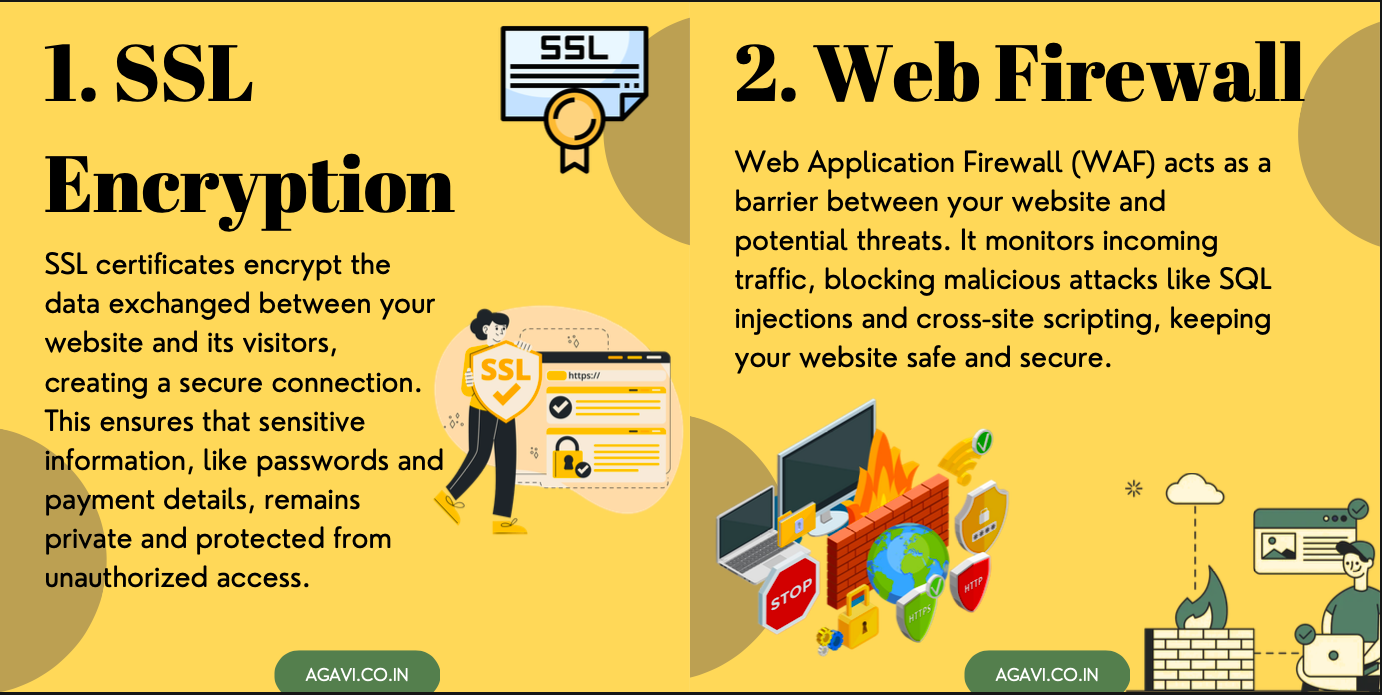 1. SSL
Encryption
SSL
SSL certificates encrypt the
data exchanged between your
website and its visitors,
creating a secure connection.
This ensures that sensitive
information, like passwords and
payment details, remains
private and protected from
unauthorized access.
SSL
https://
AGAVI.CO.IN
2. Web Firewall
Web Application Firewall (WAF) acts as a
barrier between your website and
potential threats. It monitors incoming
traffic, blocking malicious attacks like SQL
injections and cross-site scripting, keeping
your website safe and secure.
STOP
HTTPS
HTTP
AGAVI.CO.IN